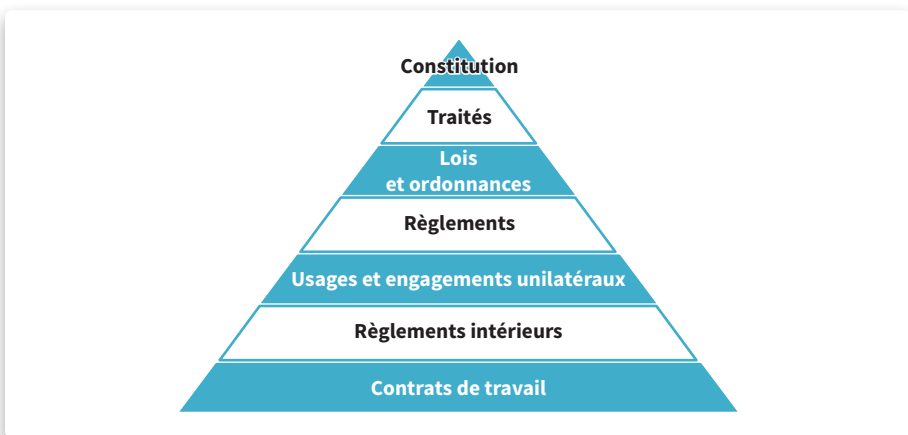 Constitution
Traités
Lois
et ordonnances
Règlements
Usages et engagements unilatéraux
Règlements intérieurs
Contrats de travail